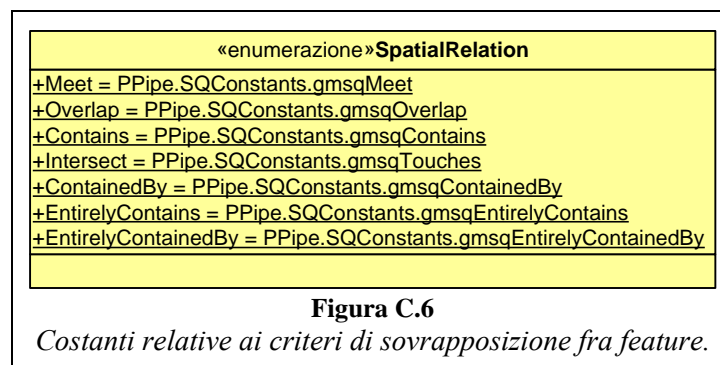 «enumerazione»SpatialRelation
+Meet = PPipe.SQConstants.gmsqMeet
+Overlap = PPipe.SQConstants.gmsqOverlap
+Contains = PPipe.SQConstants.gmsqContains
+Intersect = PPipe.SQConstants.gmsqTouches
+ContainedBy = PPipe.SQConstants.gmsqContainedBy
+EntirelyContains = PPipe.SQConstants.gmsqEntirelyContains
+EntirelyContainedBy = PPipe.SQConstants.gmsqEntirelyContainedBy
Figura C.6
Costanti relative ai criteri di sovrapposizione fra feature.